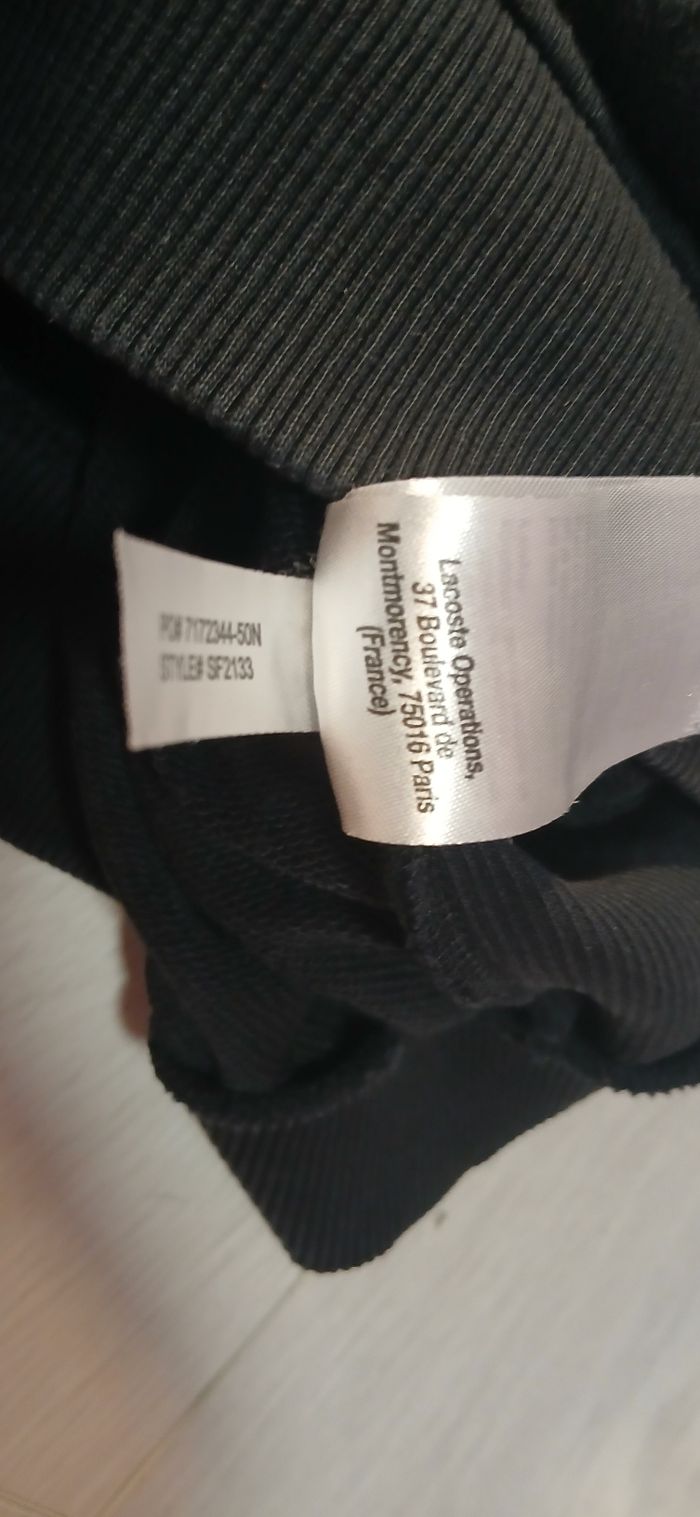 PO# 7172344-50N
STYLE# SF2133
Lacoste Operations,
37 Boulevard de
Montmorency, 75016 Paris
(France)